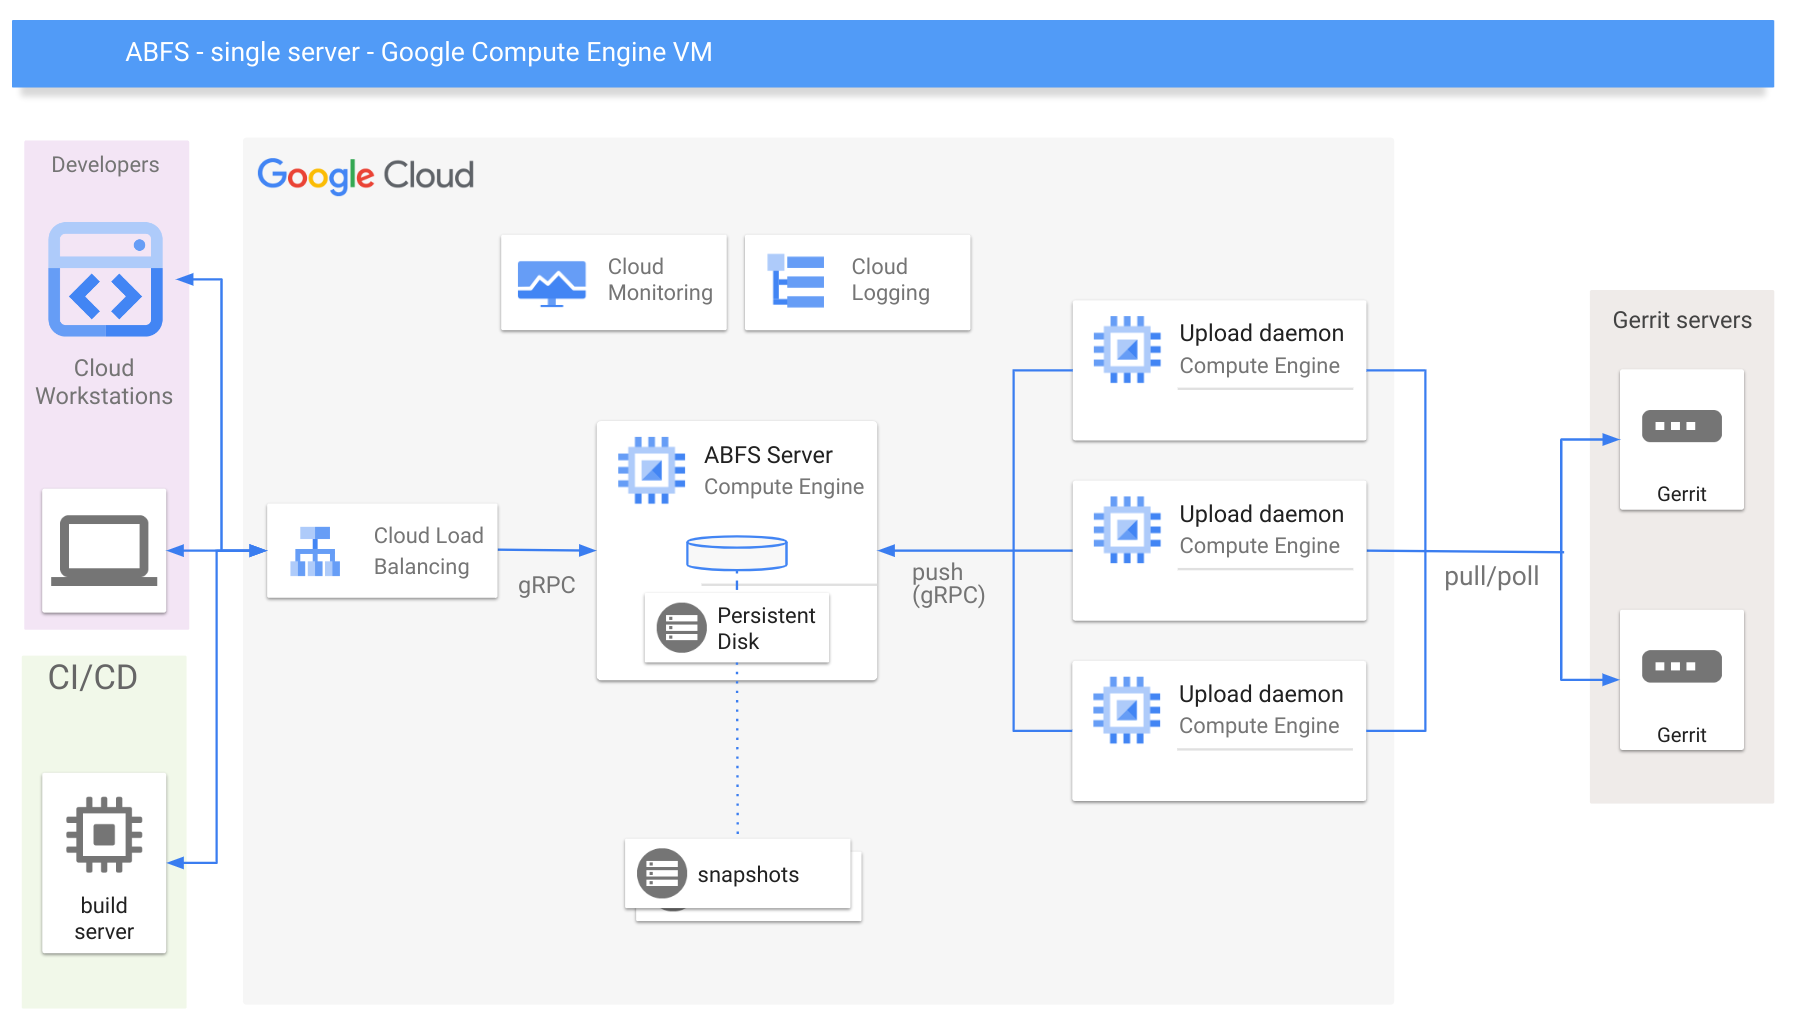 ABFS - single server - Google Compute Engine VM
Developers
Cloud
Workstations
CI/CD
build
server
Google Cloud
Cloud
Monitoring
Cloud
Logging
Cloud Load
Balancing
gRPC
ABFS Server
Compute Engine
Persistent
Disk
snapshots
push
(gRPC)
Upload daemon
Compute Engine
Upload daemon
Compute Engine
Upload daemon
Compute Engine
pull/poll
Gerrit servers
Gerrit
Gerrit